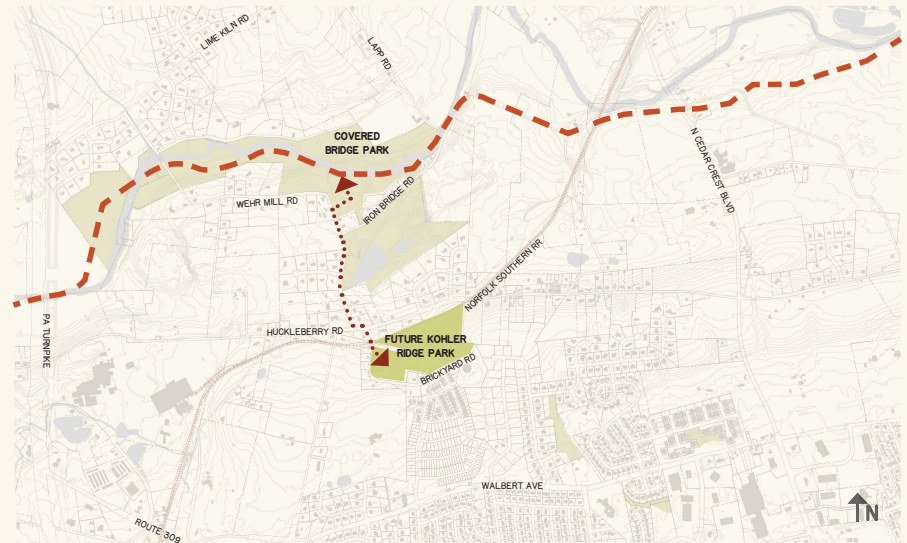 LIME KILN RD
LAPP RD
COVERED
BRIDGE PARK
N CEDAR CREST BLVD
WEHR MILL RD
IRON BRIDGE RD
NORFOLK SOUTHERN RR
PA TURNPIKE
HUCKLEBERRY RD
FUTURE KOHLER
RIDGE PARK
BRICKYARD RD
WALBERT AVE
ROUTE 309
N